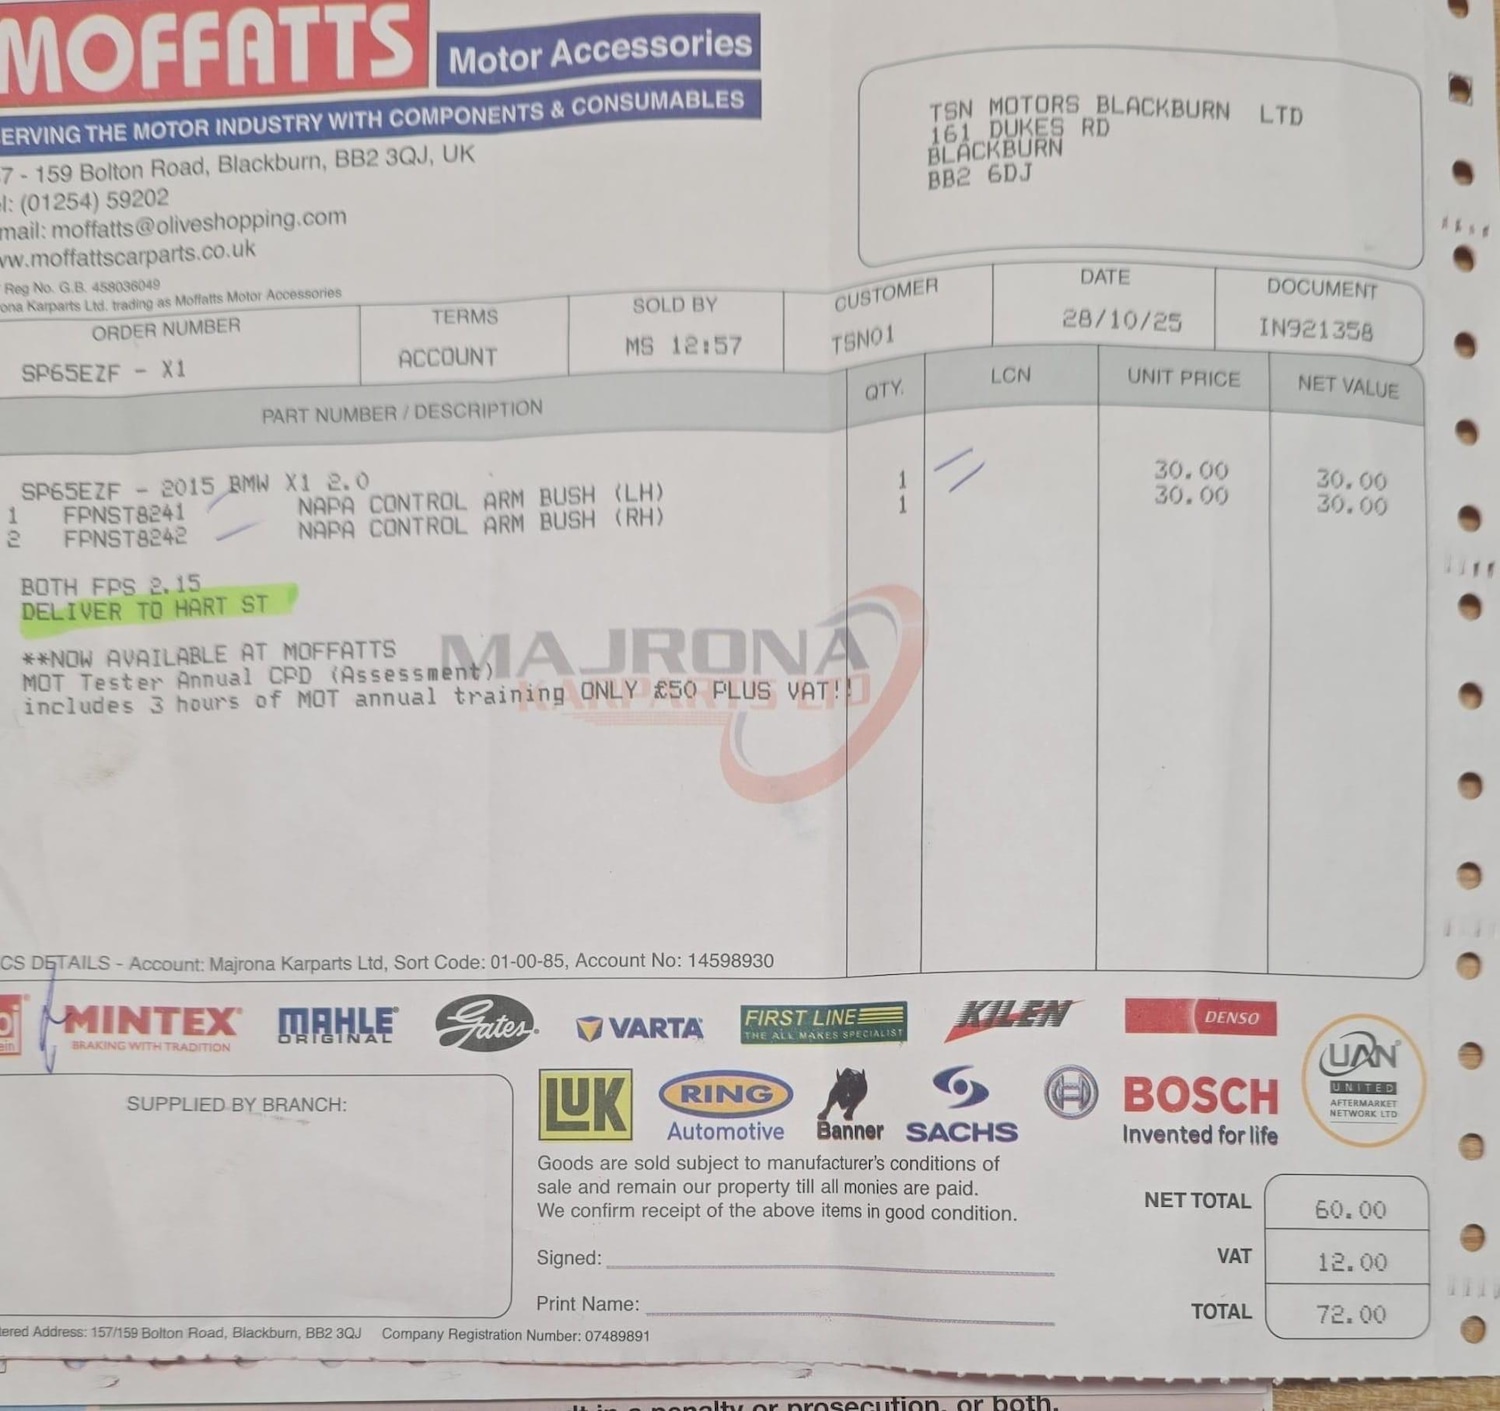 MOFFATTS
Motor Accessories
ERVING THE MOTOR INDUSTRY WITH COMPONENTS & CONSUMABLES
7 - 159 Bolton Road, Blackburn, BB2 3QJ, UK
l: (01254) 59202
mail: moffatts@oliveshopping.com
ww.moffattscarparts.co.uk
Reg No. G.B. 458036049
ona Karparts Ltd. trading as Moffatts Motor Accessories
TSN MOTORS BLACKBURN LTD
161 DUKES RD
BLACKBURN
BB2 6DJ
ORDER NUMBER TERMS SOLD BY CUSTOMER DATE DOCUMENT
SP65EZF - X1 ACCOUNT MS 12:57 TSN01 28/10/25 IN921358
PART NUMBER / DESCRIPTION QTY. LCN UNIT PRICE NET VALUE
SP65EZF - 2015 BMW X1 2.0
1 FPNST8241 NAPA CONTROL ARM BUSH (LH) 1 30.00 30.00
2 FPNST8242 NAPA CONTROL ARM BUSH (RH) 1 30.00 30.00
BOTH FPS 2.15
DELIVER TO HART ST
**NOW AVAILABLE AT MOFFATTS
MOT Tester Annual CPD (Assessment)
includes 3 hours of MOT annual training ONLY £50 PLUS VAT!!
MAJRONA
KARPARTS LTD
CS DETAILS - Account: Majrona Karparts Ltd, Sort Code: 01-00-85, Account No: 14598930
MINTEX
BRAKING WITH TRADITION
MAHLE
ORIGINAL
Gates
VARTA
FIRST LINE
THE ALL MAKES SPECIALIST
KILEN
DENSO
LUK
RING
Automotive
Banner
SACHS
BOSCH
Invented for life
UAN
UNITED
AFTERMARKET
NETWORK LTD
SUPPLIED BY BRANCH:
Goods are sold subject to manufacturer's conditions of
sale and remain our property till all monies are paid.
We confirm receipt of the above items in good condition.
Signed:
Print Name:
NET TOTAL 60.00
VAT 12.00
TOTAL 72.00
tered Address: 157/159 Bolton Road, Blackburn, BB2 3QJ Company Registration Number: 07489891
penalty or prosecution, or both.